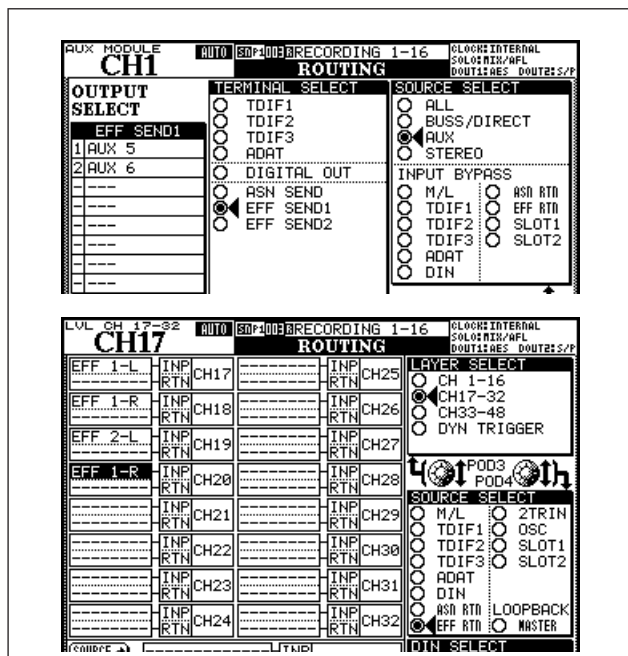 AUX MODULE
CH1
AUTO SNP1003 RECORDING 1-16
ROUTING
CLOCK:INTERNAL
SOLO:MIX/AFL
DOUT1:AES DOUT2:S/P
OUTPUT
SELECT
EFF SEND1
1 AUX 5
2 AUX 6
- ---
- ---
- ---
- ---
- ---
- ---
TERMINAL SELECT
TDIF1
TDIF2
TDIF3
ADAT
DIGITAL OUT
ASN SEND
EFF SEND1
EFF SEND2
SOURCE SELECT
ALL
BUSS/DIRECT
AUX
STEREO
INPUT BYPASS
M/L ASN RTN
TDIF1 EFF RTN
TDIF2 SLOT1
TDIF3 SLOT2
ADAT
DIN
LVL CH 17-32
CH17
AUTO SNP1003 RECORDING 1-16
ROUTING
CLOCK:INTERNAL
SOLO:MIX/AFL
DOUT1:AES DOUT2:S/P
EFF 1-L INP RTN CH17
EFF 1-R INP RTN CH18
EFF 2-L INP RTN CH19
EFF 1-R INP RTN CH20
INP RTN CH21
INP RTN CH22
INP RTN CH23
INP RTN CH24
INP RTN CH25
INP RTN CH26
INP RTN CH27
INP RTN CH28
INP RTN CH29
INP RTN CH30
INP RTN CH31
INP RTN CH32
LAYER SELECT
CH 1-16
CH17-32
CH33-48
DYN TRIGGER
POD3
POD4
SOURCE SELECT
M/L 2TRIN
TDIF1 OSC
TDIF2 SLOT1
TDIF3 SLOT2
ADAT
DIN
ASN RTN LOOPBACK
EFF RTN MASTER
SOURCE INP
DIN SELECT